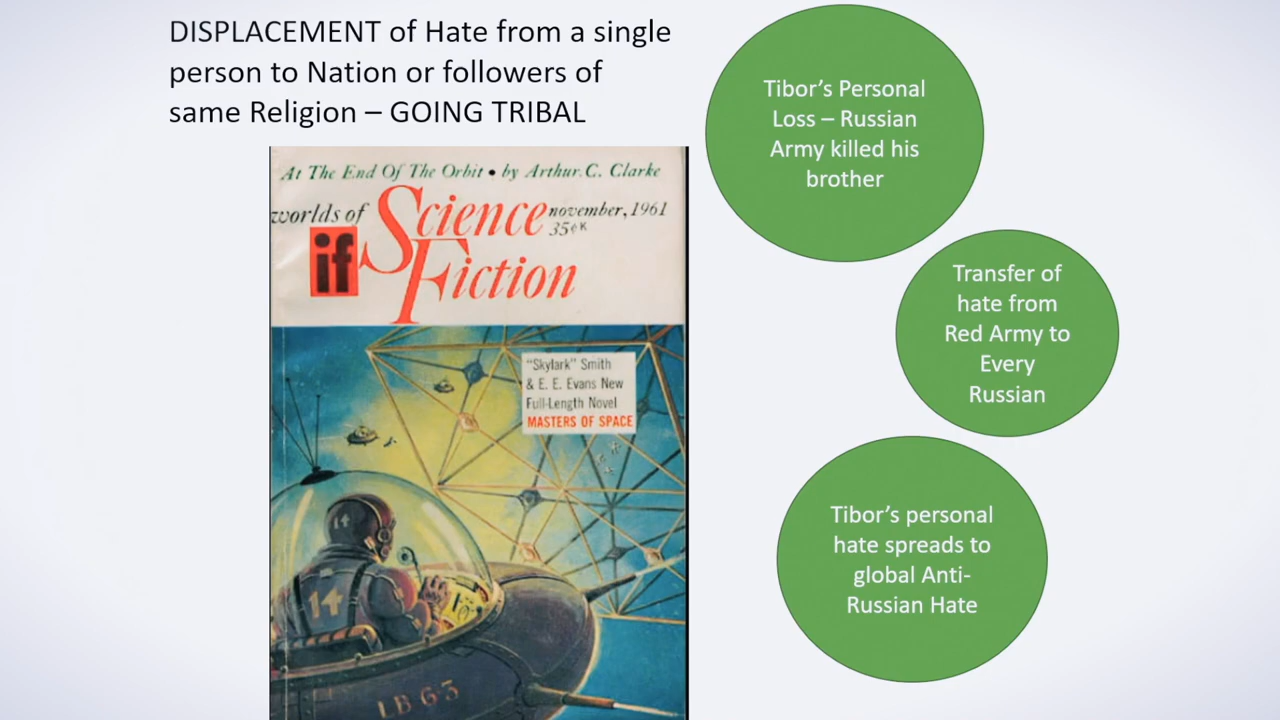 DISPLACEMENT of Hate from a single
person to Nation or followers of
same Religion – GOING TRIBAL
At The End Of The Orbit • by Arthur C. Clarke
worlds of
if
Science
Fiction
november, 1961
35¢ K
"Skylark" Smith
& E. E. Evans New
Full-Length Novel
MASTERS OF SPACE
14
14
LB 63
Tibor’s Personal
Loss – Russian
Army killed his
brother
Transfer of
hate from
Red Army to
Every
Russian
Tibor’s personal
hate spreads to
global Anti-
Russian Hate